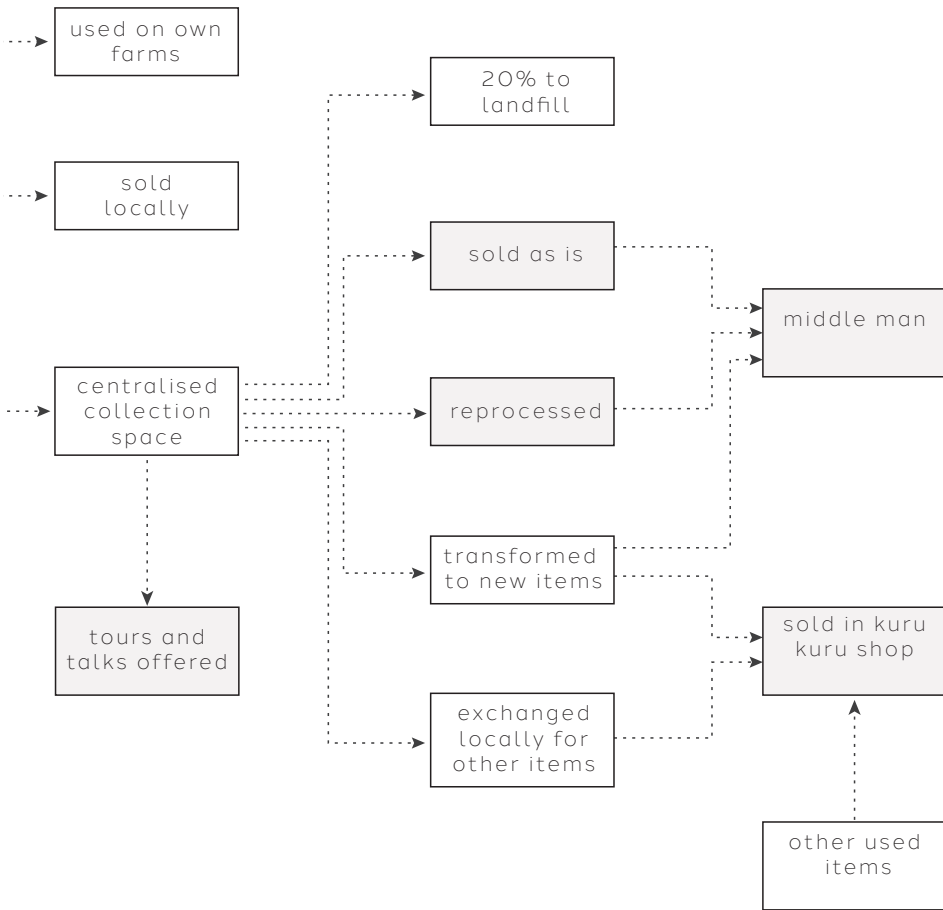 used on own
farms
sold
locally
centralised
collection
space
tours and
talks offered
20% to
landfill
sold as is
reprocessed
transformed
to new items
exchanged
locally for
other items
middle man
sold in kuru
kuru shop
other used
items